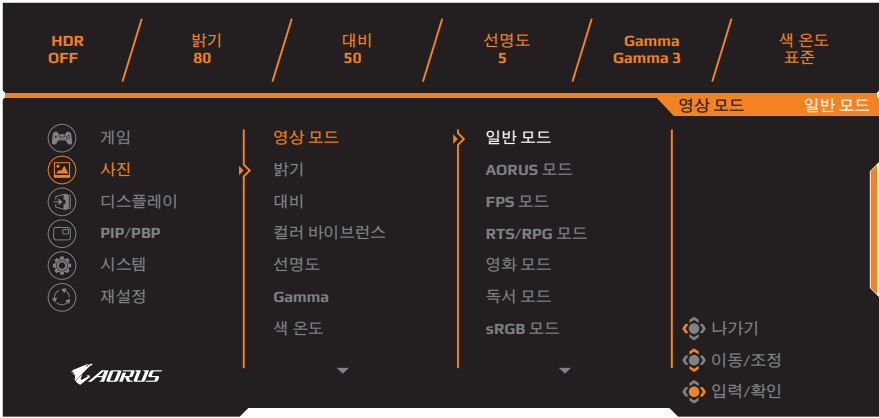 HDR
OFF
밝기
80
대비
50
선명도
5
Gamma
Gamma 3
색 온도
표준
영상 모드
일반 모드
게임
사진
디스플레이
PIP/PBP
시스템
재설정
영상 모드
밝기
대비
컬러 바이브런스
선명도
Gamma
색 온도
일반 모드
AORUS 모드
FPS 모드
RTS/RPG 모드
영화 모드
독서 모드
sRGB 모드
나가기
이동/조정
입력/확인
AORUS